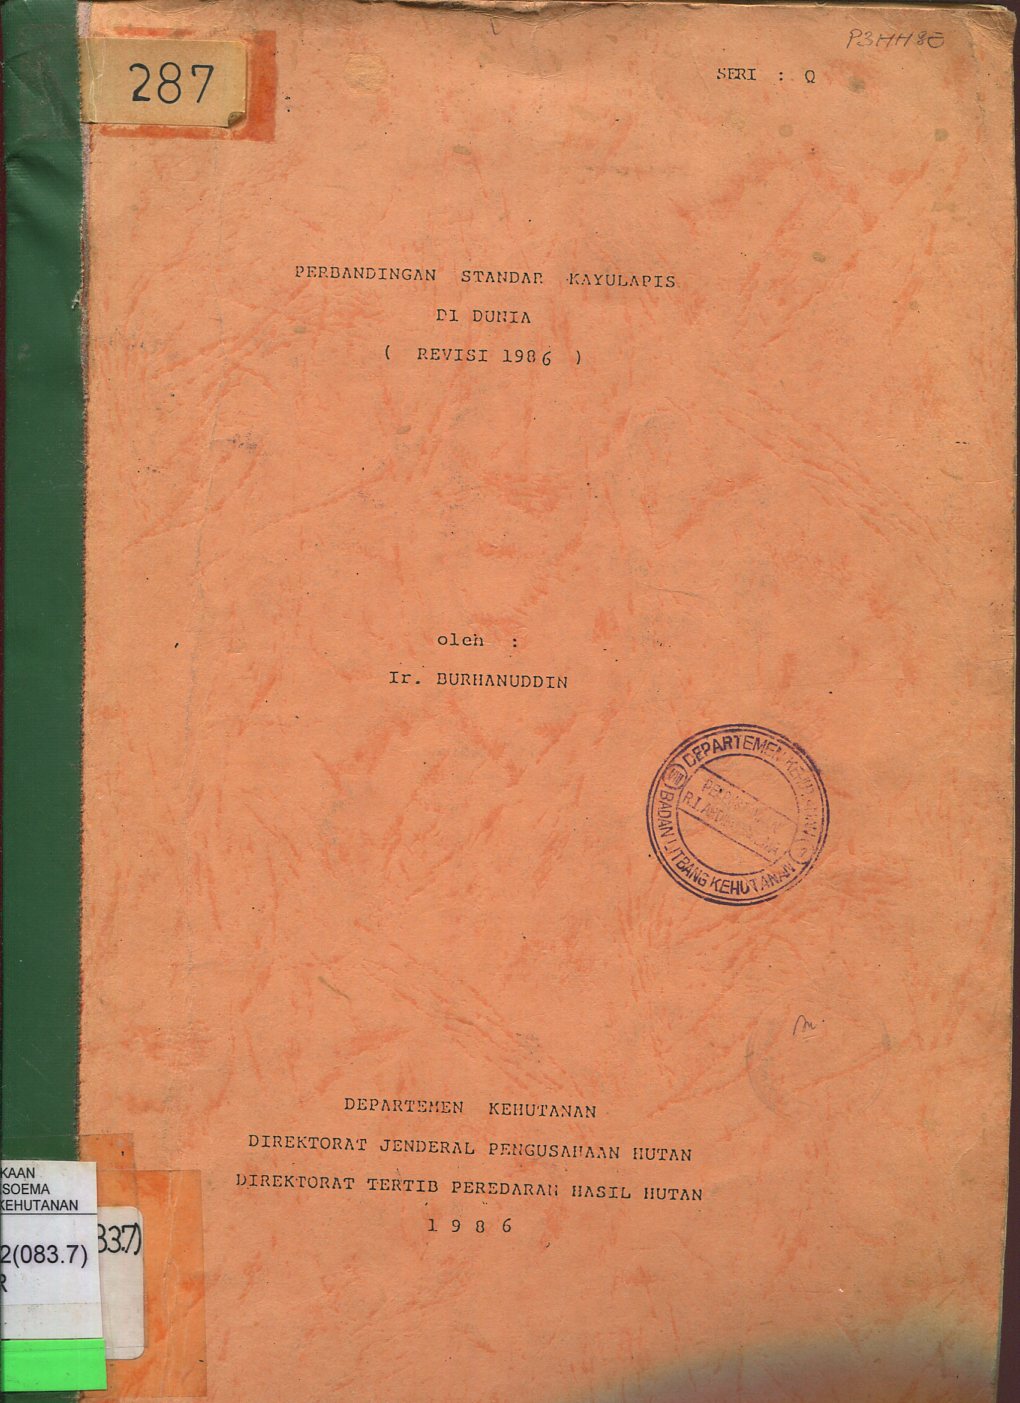 287
P3HH80
SERI : Q
PERBANDINGAN STANDAR KAYULAPIS
DI DUNIA
( REVISI 1986 )
oleh :
Ir. BURHANUDDIN
DEPARTEMEN
BADAN LITBANG KEHUTANAN
DEPARTEMEN KEHUTANAN
DIREKTORAT JENDERAL PENGUSAHAAN HUTAN
DIREKTORAT TERTIB PEREDARAN HASIL HUTAN
1 9 8 6
KAAN
SOEMA
KEHUTANAN
2(083.7)
R
837)